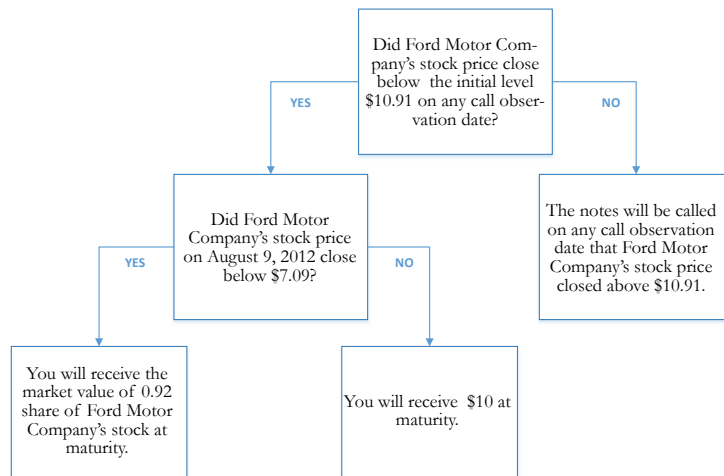 Did Ford Motor Com-
pany's stock price close
below the initial level
$10.91 on any call obser-
vation date?
YES
NO
Did Ford Motor
Company's stock price
on August 9, 2012 close
below $7.09?
The notes will be called
on any call observation
date that Ford Motor
Company's stock price
closed above $10.91.
YES
NO
You will receive the
market value of 0.92
share of Ford Motor
Company's stock at
maturity.
You will receive $10 at
maturity.